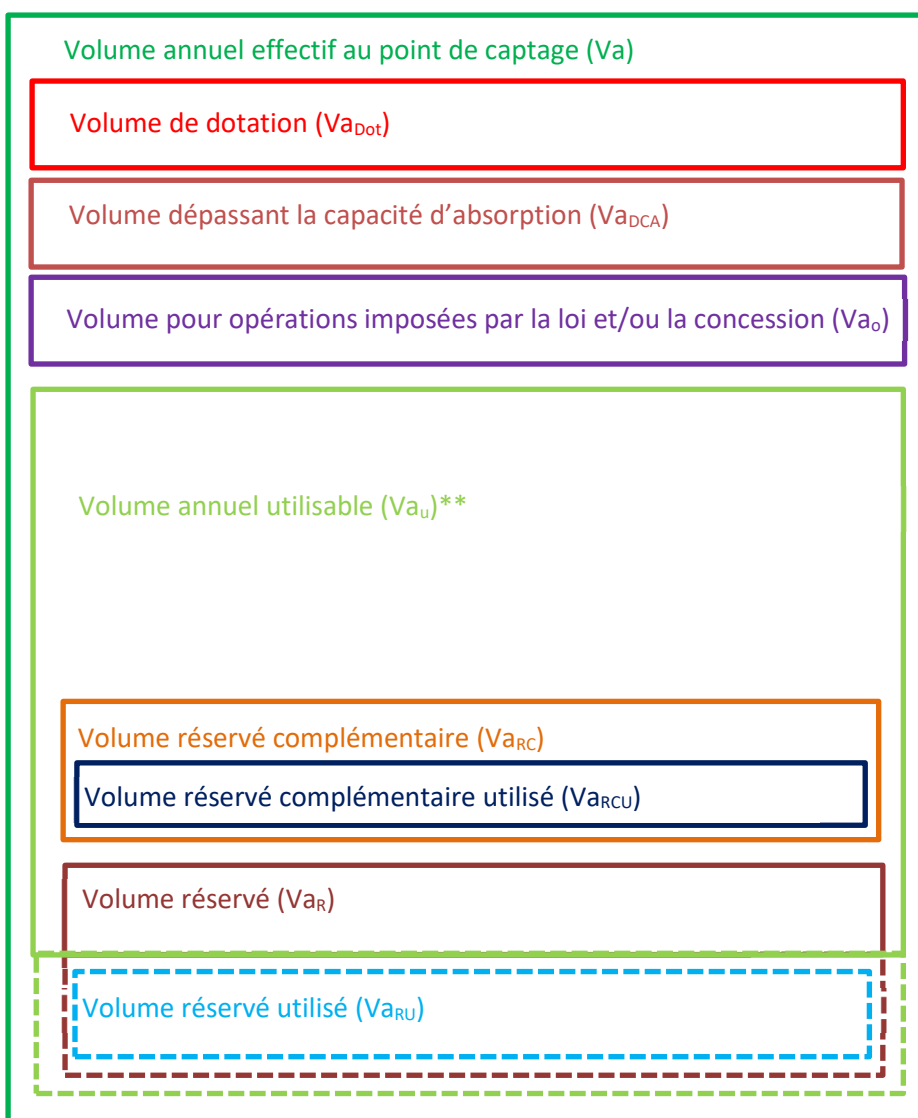 Volume annuel effectif au point de captage (Va)
Volume de dotation (VaDot)
Volume dépassant la capacité d’absorption (VaDCA)
Volume pour opérations imposées par la loi et/ou la concession (Vao)
Volume annuel utilisable (Vau)**
Volume réservé complémentaire (VaRC)
Volume réservé complémentaire utilisé (VaRCU)
Volume réservé (VaR)
Volume réservé utilisé (VaRU)